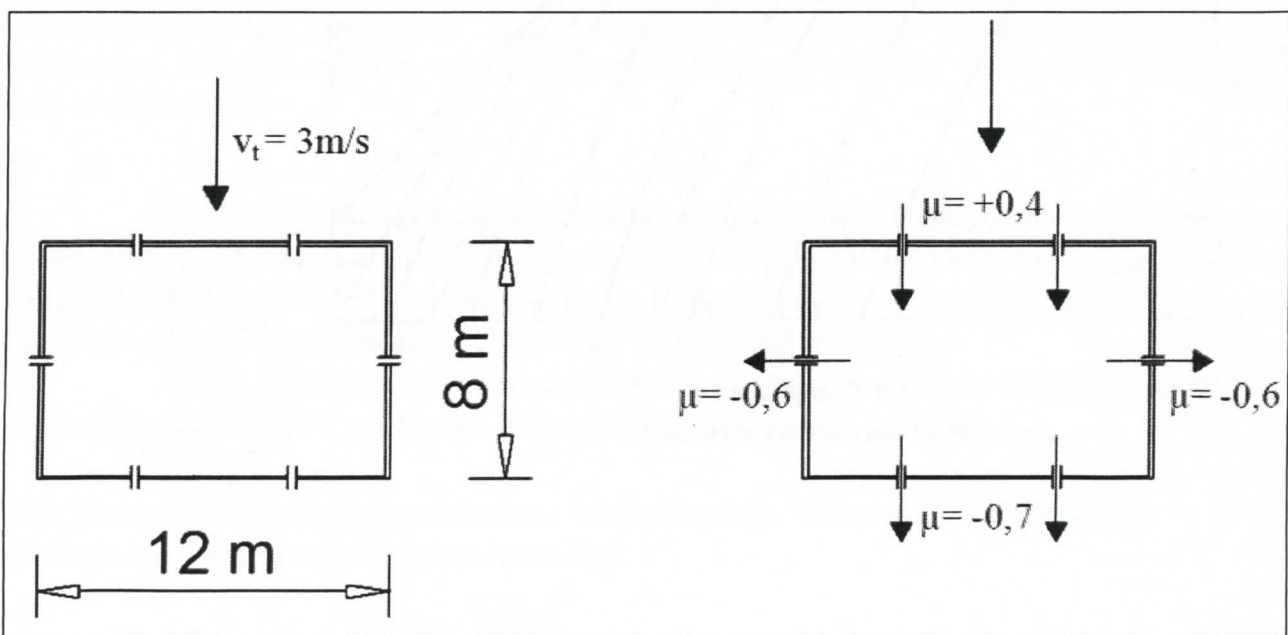 vt = 3m/s
µ= +0,4
8 m
µ= -0,6
µ= -0,6
µ= -0,7
12 m